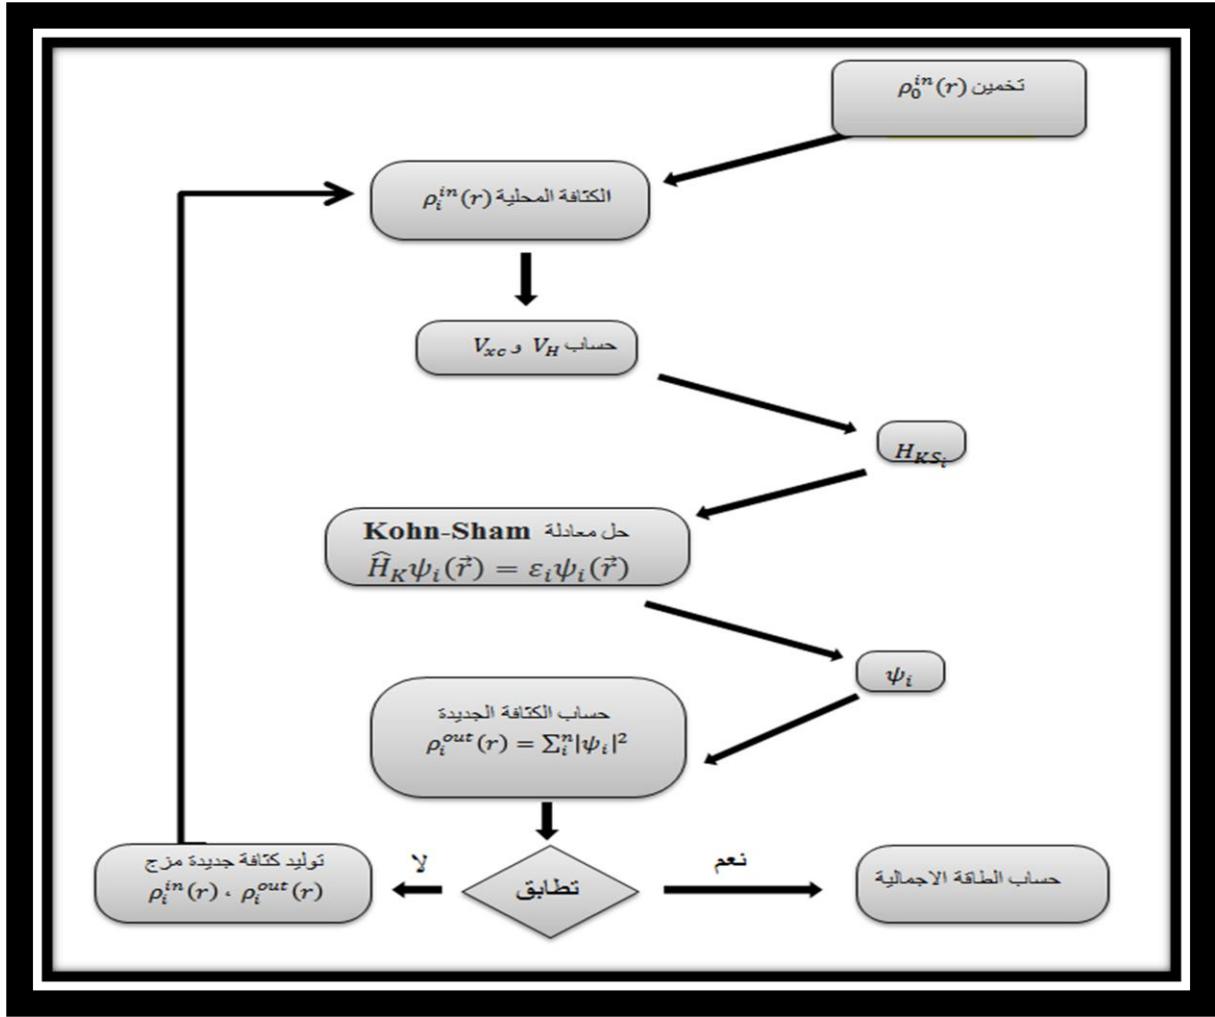 تخمين ρ₀ⁱⁿ(r)
الكثافة المحلية ρᵢⁱⁿ(r)
حساب V_H و V_xc
H_KSᵢ
حل معادلة Kohn-Sham
Ĥ_K ψᵢ(r⃗) = εᵢψᵢ(r⃗)
ψᵢ
حساب الكثافة الجديدة
ρᵢᵒᵘᵗ(r) = Σᵢⁿ|ψᵢ|²
تطابق
نعم
حساب الطاقة الاجمالية
لا
توليد كثافة جديدة مزج
ρᵢⁱⁿ(r) ، ρᵢᵒᵘᵗ(r)